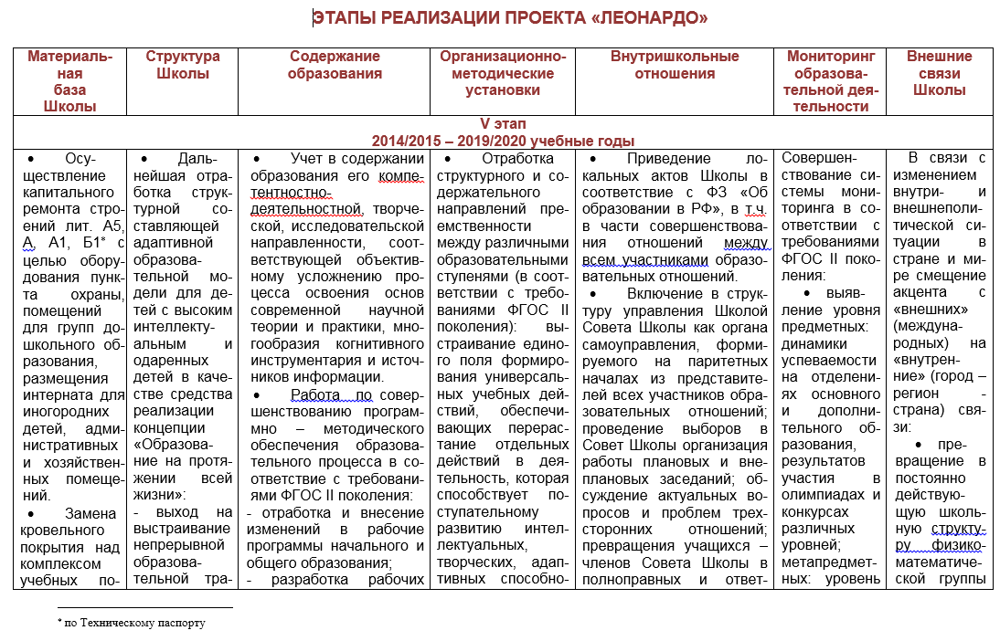 ЭТАПЫ РЕАЛИЗАЦИИ ПРОЕКТА «ЛЕОНАРДО»
Материаль-
ная
база
Школы
Структура
Школы
Содержание
образования
Организационно-
методические
установки
Внутришкольные
отношения
Мониторинг
образова-
тельной дея-
тельности
Внешние
связи
Школы
V этап
2014/2015 – 2019/2020 учебные годы
• Осу-
ществление
капитального
ремонта стро-
ений лит. А5,
А, А1, Б1* с
целью обору-
дования пунк-
та охраны,
помещений
для групп до-
школьного об-
разования,
размещения
интерната для
иногородних
детей, адми-
нистративных
и хозяйствен-
ных помеще-
ний.
• Замена
кровельного
покрытия над
комплексом
учебных по-
• Даль-
нейшая отра-
ботка струк-
турной со-
ставляющей
адаптивной
образова-
тельной мо-
дели для де-
тей с высоким
интеллекту-
альным и
одаренных
детей в каче-
стве средства
реализации
концепции
«Образова-
ние на протя-
жении всей
жизни»:
- выход на
выстраивание
непрерывной
образова-
тельной тра-
• Учет в содержании
образования его компе-
тентностно-
деятельностной, творче-
ской, исследовательской
направленности, соот-
ветствующей объектив-
ному усложнению про-
цесса освоения основ
современной научной
теории и практики, мно-
гообразия когнитивного
инструментария и источ-
ников информации.
• Работа по совер-
шенствованию програм-
мно – методического
обеспечения образова-
тельного процесса в со-
ответствие с требовани-
ями ФГОС II поколения:
- отработка и внесение
изменений в рабочие
программы начального и
общего образования;
- разработка рабочих
• Отработка
структурного и со-
держательного
направлений пре-
емственности
между различными
образовательными
ступенями (в соот-
ветствии с требо-
ваниями ФГОС II
поколения): вы-
страивание едино-
го поля формиро-
вания универсаль-
ных учебных дей-
ствий, обеспечи-
вающих перерас-
тание отдельных
действий в дея-
тельность, которая
способствует по-
ступательному
развитию интел-
лектуальных,
творческих, адап-
тивных способно-
• Приведение ло-
кальных актов Школы в
соответствие с ФЗ «Об
образовании в РФ», в т.ч.
в части совершенствова-
ния отношений между
всем участниками образо-
вательных отношений.
• Включение в струк-
туру управления Школой
Совета Школы как органа
самоуправления, форми-
руемого на паритетных
началах из представите-
лей всех участников обра-
зовательных отношений;
проведение выборов в
Совет Школы организация
работы плановых и вне-
плановых заседаний; об-
суждение актуальных во-
просов и проблем трех-
сторонних отношений;
превращения учащихся –
членов Совета Школы в
полноправных и ответ-
Совершен-
ствование си-
стемы мони-
торинга в со-
ответствии с
требованиями
ФГОС II поко-
ления:
• выяв-
ление уровня
предметных:
динамики
успеваемости
на отделени-
ях основного
и дополни-
тельного об-
разования,
результатов
участия в
олимпиадах и
конкурсах
различных
уровней;
метапредмет-
ных: уровень
В связи с
изменением
внутри- и
внешнеполи-
тической си-
туации в
стране и ми-
ре смещение
акцента с
«внешних»
(междуна-
родных) на
«внутрен-
ние» (город –
регион -
страна) свя-
зи:
• пре-
вращение в
постоянно
действую-
щую школь-
ную структу-
ру физико-
математиче-
ской группы
* по Техническому паспорту